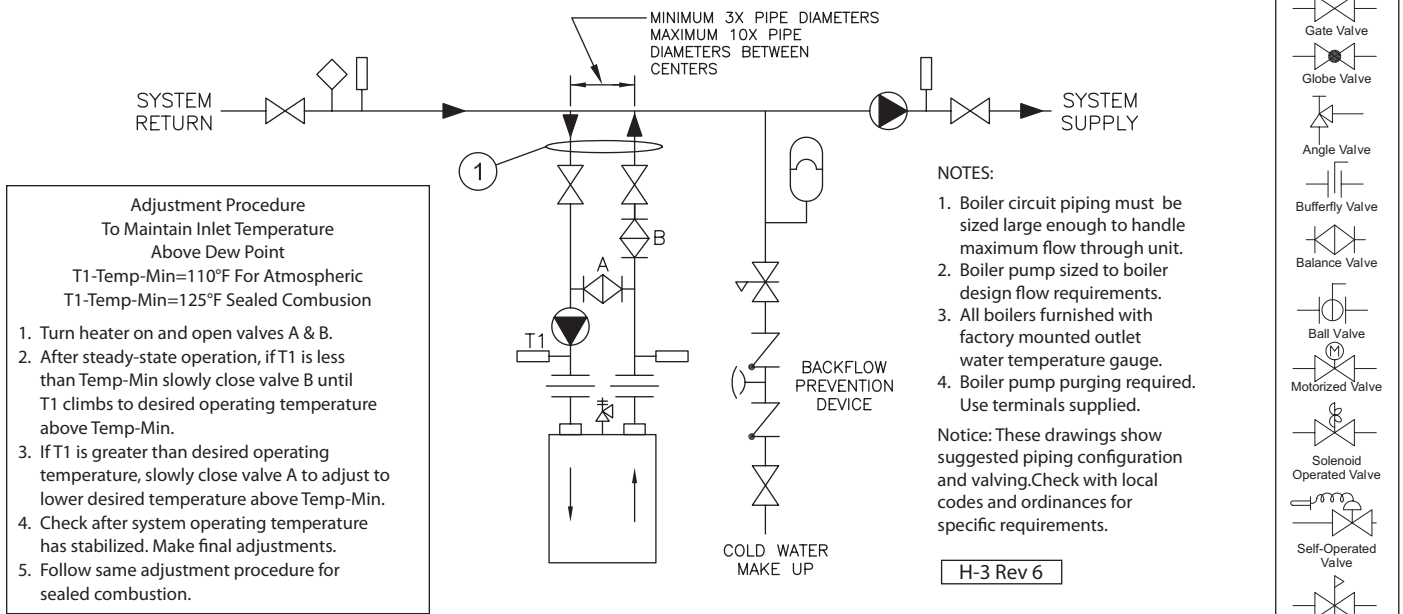 MINIMUM 3X PIPE DIAMETERS
MAXIMUM 10X PIPE
DIAMETERS BETWEEN
CENTERS
SYSTEM
RETURN
SYSTEM
SUPPLY
1
B
A
T1
Adjustment Procedure
To Maintain Inlet Temperature
Above Dew Point
T1-Temp-Min=110°F For Atmospheric
T1-Temp-Min=125°F Sealed Combusion
1. Turn heater on and open valves A & B.
2. After steady-state operation, if T1 is less
than Temp-Min slowly close valve B until
T1 climbs to desired operating temperature
above Temp-Min.
3. If T1 is greater than desired operating
temperature, slowly close valve A to adjust to
lower desired temperature above Temp-Min.
4. Check after system operating temperature
has stabilized. Make final adjustments.
5. Follow same adjustment procedure for
sealed combustion.
BACKFLOW
PREVENTION
DEVICE
COLD WATER
MAKE UP
NOTES:
1. Boiler circuit piping must be
sized large enough to handle
maximum flow through unit.
2. Boiler pump sized to boiler
design flow requirements.
3. All boilers furnished with
factory mounted outlet
water temperature gauge.
4. Boiler pump purging required.
Use terminals supplied.
Notice: These drawings show
suggested piping configuration
and valving.Check with local
codes and ordinances for
specific requirements.
H-3 Rev 6
Gate Valve
Globe Valve
Angle Valve
Bufferfly Valve
Balance Valve
Ball Valve
M
Motorized Valve
Solenoid
Operated Valve
Self-Operated
Valve